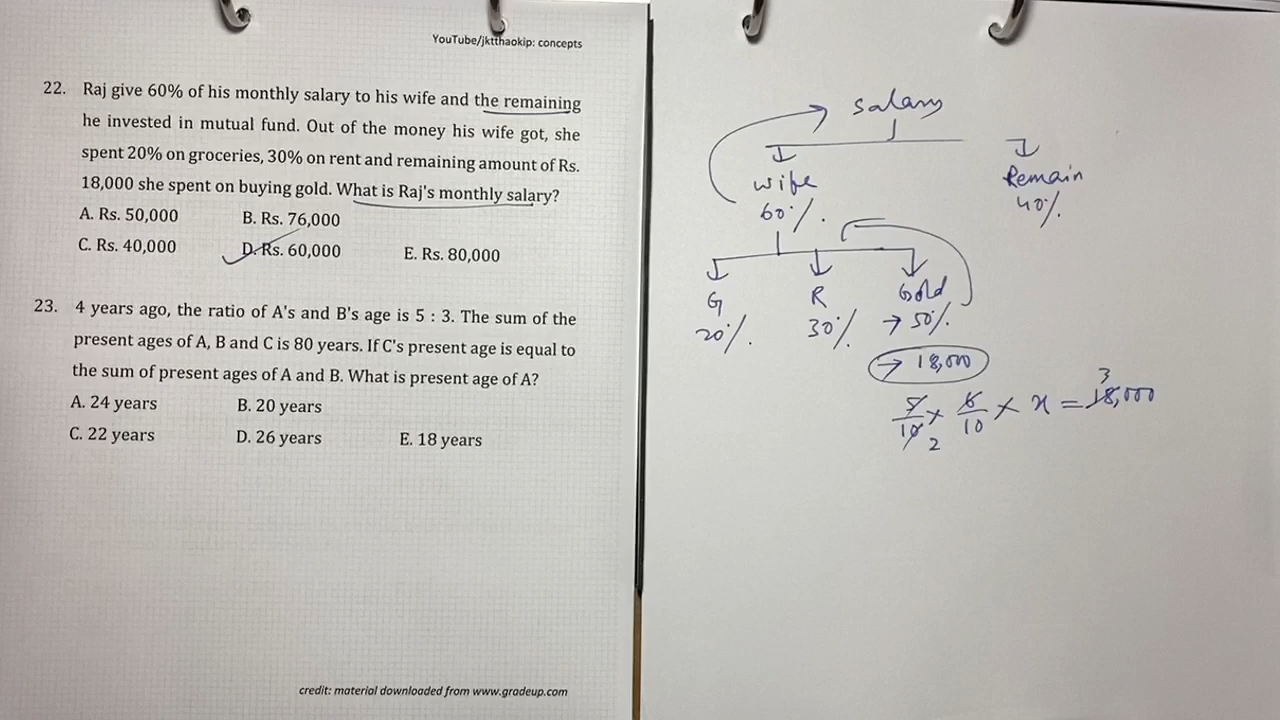 YouTube/jktthaokip: concepts
22. Raj give 60% of his monthly salary to his wife and the remaining
he invested in mutual fund. Out of the money his wife got, she
spent 20% on groceries, 30% on rent and remaining amount of Rs.
18,000 she spent on buying gold. What is Raj's monthly salary?
A. Rs. 50,000 B. Rs. 76,000
C. Rs. 40,000 D. Rs. 60,000 E. Rs. 80,000
23. 4 years ago, the ratio of A's and B's age is 5 : 3. The sum of the
present ages of A, B and C is 80 years. If C's present age is equal to
the sum of present ages of A and B. What is present age of A?
A. 24 years B. 20 years
C. 22 years D. 26 years E. 18 years
credit: material downloaded from www.gradeup.com
Salary
Wife Remain
60%. 40%.
G R Gold
20%. 30%. → 50%.
→ 18,000
5/10 × 6/10 × x = 18,000
2 3